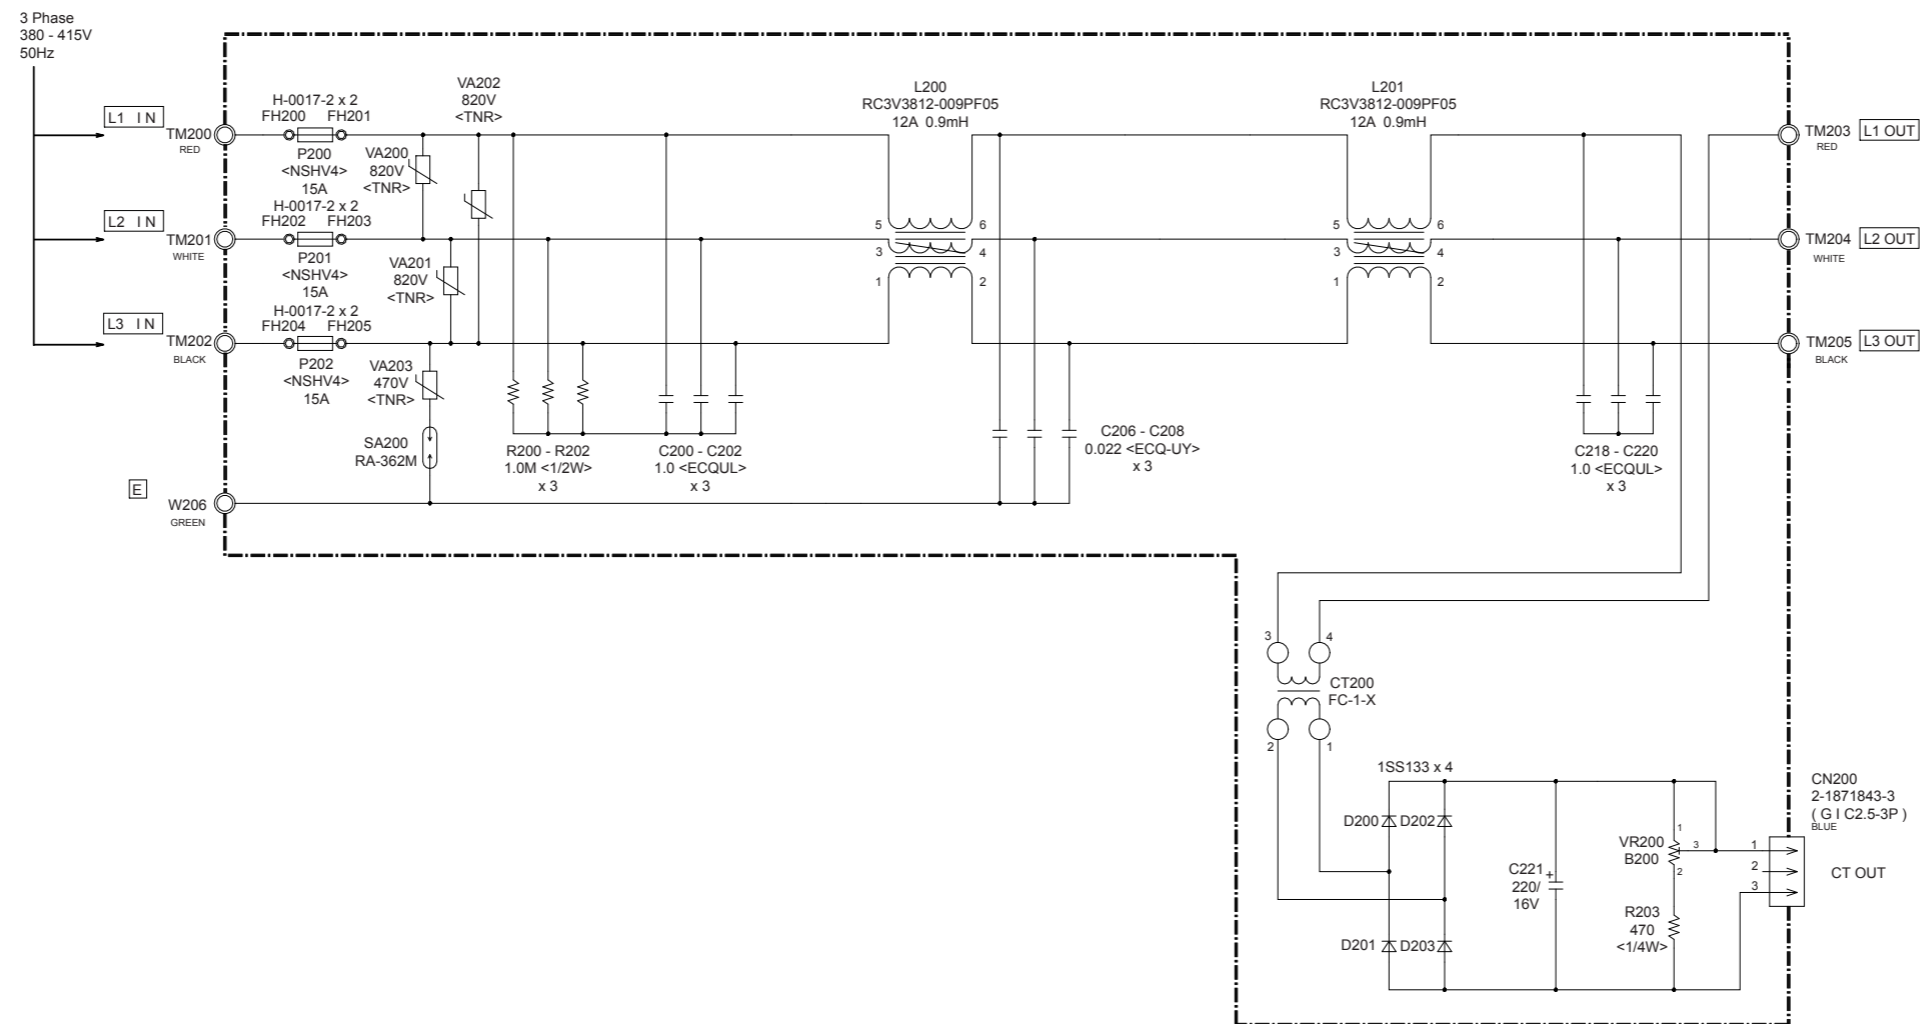 3 Phase
380 - 415V
50Hz
L1 IN
TM200
RED
H-0017-2 x 2
FH200 FH201
P200
<NSHV4>
15A
L2 IN
TM201
WHITE
H-0017-2 x 2
FH202 FH203
P201
<NSHV4>
15A
L3 IN
TM202
BLACK
H-0017-2 x 2
FH204 FH205
P202
<NSHV4>
15A
E
W206
GREEN
VA202
820V
<TNR>
VA200
820V
<TNR>
VA201
820V
<TNR>
VA203
470V
<TNR>
SA200
RA-362M
R200 - R202
1.0M <1/2W>
x 3
C200 - C202
1.0 <ECQUL>
x 3
L200
RC3V3812-009PF05
12A 0.9mH
5 6
3 4
1 2
C206 - C208
0.022 <ECQ-UY>
x 3
L201
RC3V3812-009PF05
12A 0.9mH
5 6
3 4
1 2
C218 - C220
1.0 <ECQUL>
x 3
TM203
RED
L1 OUT
TM204
WHITE
L2 OUT
TM205
BLACK
L3 OUT
3 4
CT200
FC-1-X
2 1
1SS133 x 4
D200 D202
D201 D203
C221
+
220/
16V
1
VR200
B200
3
2
R203
470
<1/4W>
CN200
2-1871843-3
( G I C2.5-3P )
BLUE
1
2
3
CT OUT